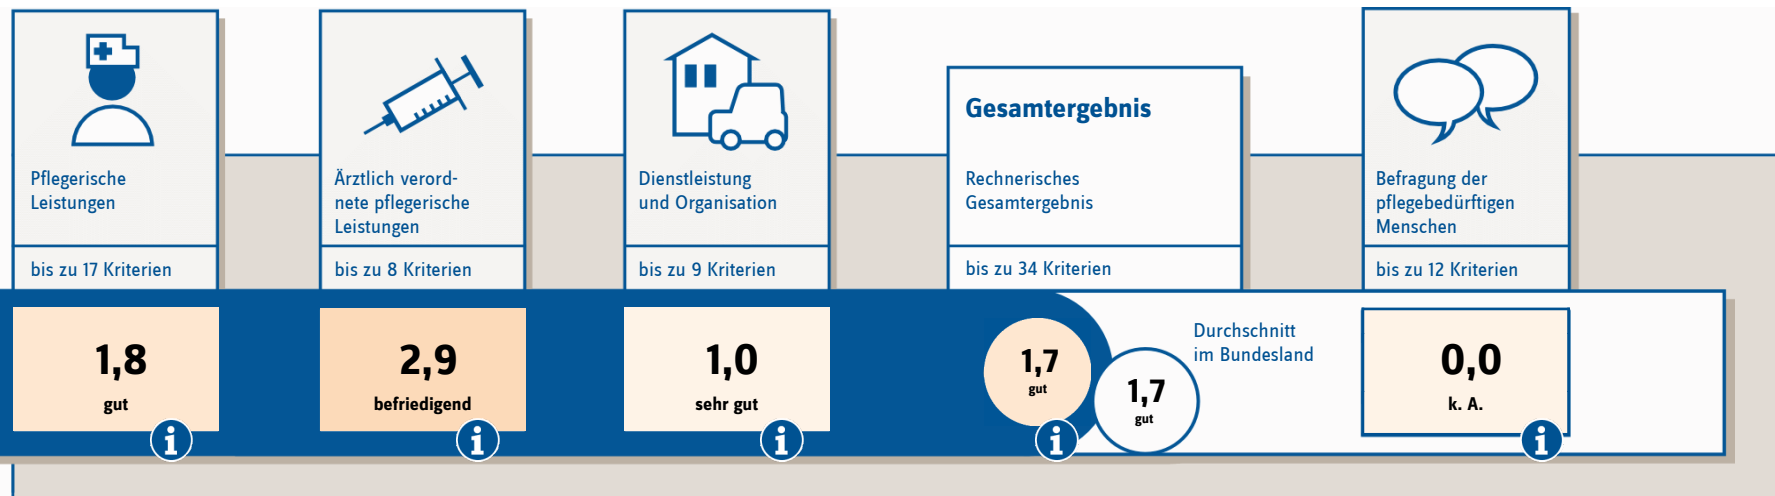 Pflegerische
Leistungen
bis zu 17 Kriterien
1,8
gut
i
Ärztlich verord-
nete pflegerische
Leistungen
bis zu 8 Kriterien
2,9
befriedigend
i
Dienstleistung
und Organisation
bis zu 9 Kriterien
1,0
sehr gut
i
Gesamtergebnis
Rechnerisches
Gesamtergebnis
bis zu 34 Kriterien
1,7
gut
i
1,7
gut
Durchschnitt
im Bundesland
Befragung der
pflegebedürftigen
Menschen
bis zu 12 Kriterien
0,0
k. A.
i